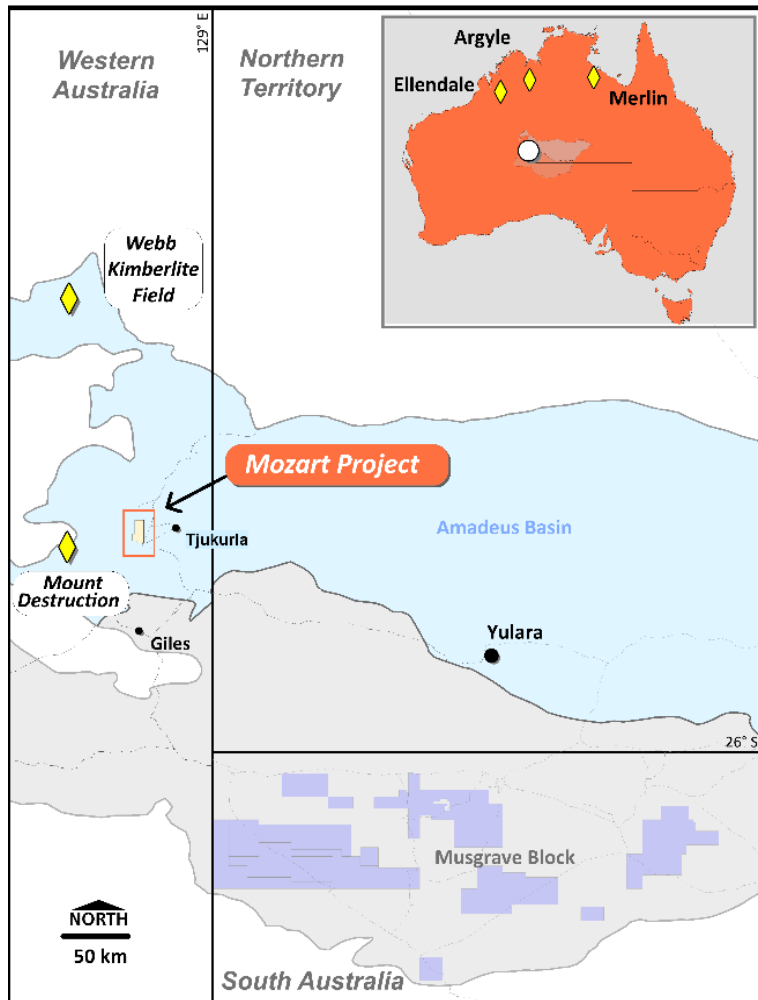 Western
Australia
129° E
Northern
Territory
Argyle
Ellendale
Merlin
Webb
Kimberlite
Field
Mozart Project
Tjukurla
Amadeus Basin
Mount
Destruction
Giles
Yulara
26° S
Musgrave Block
NORTH
50 km
South Australia